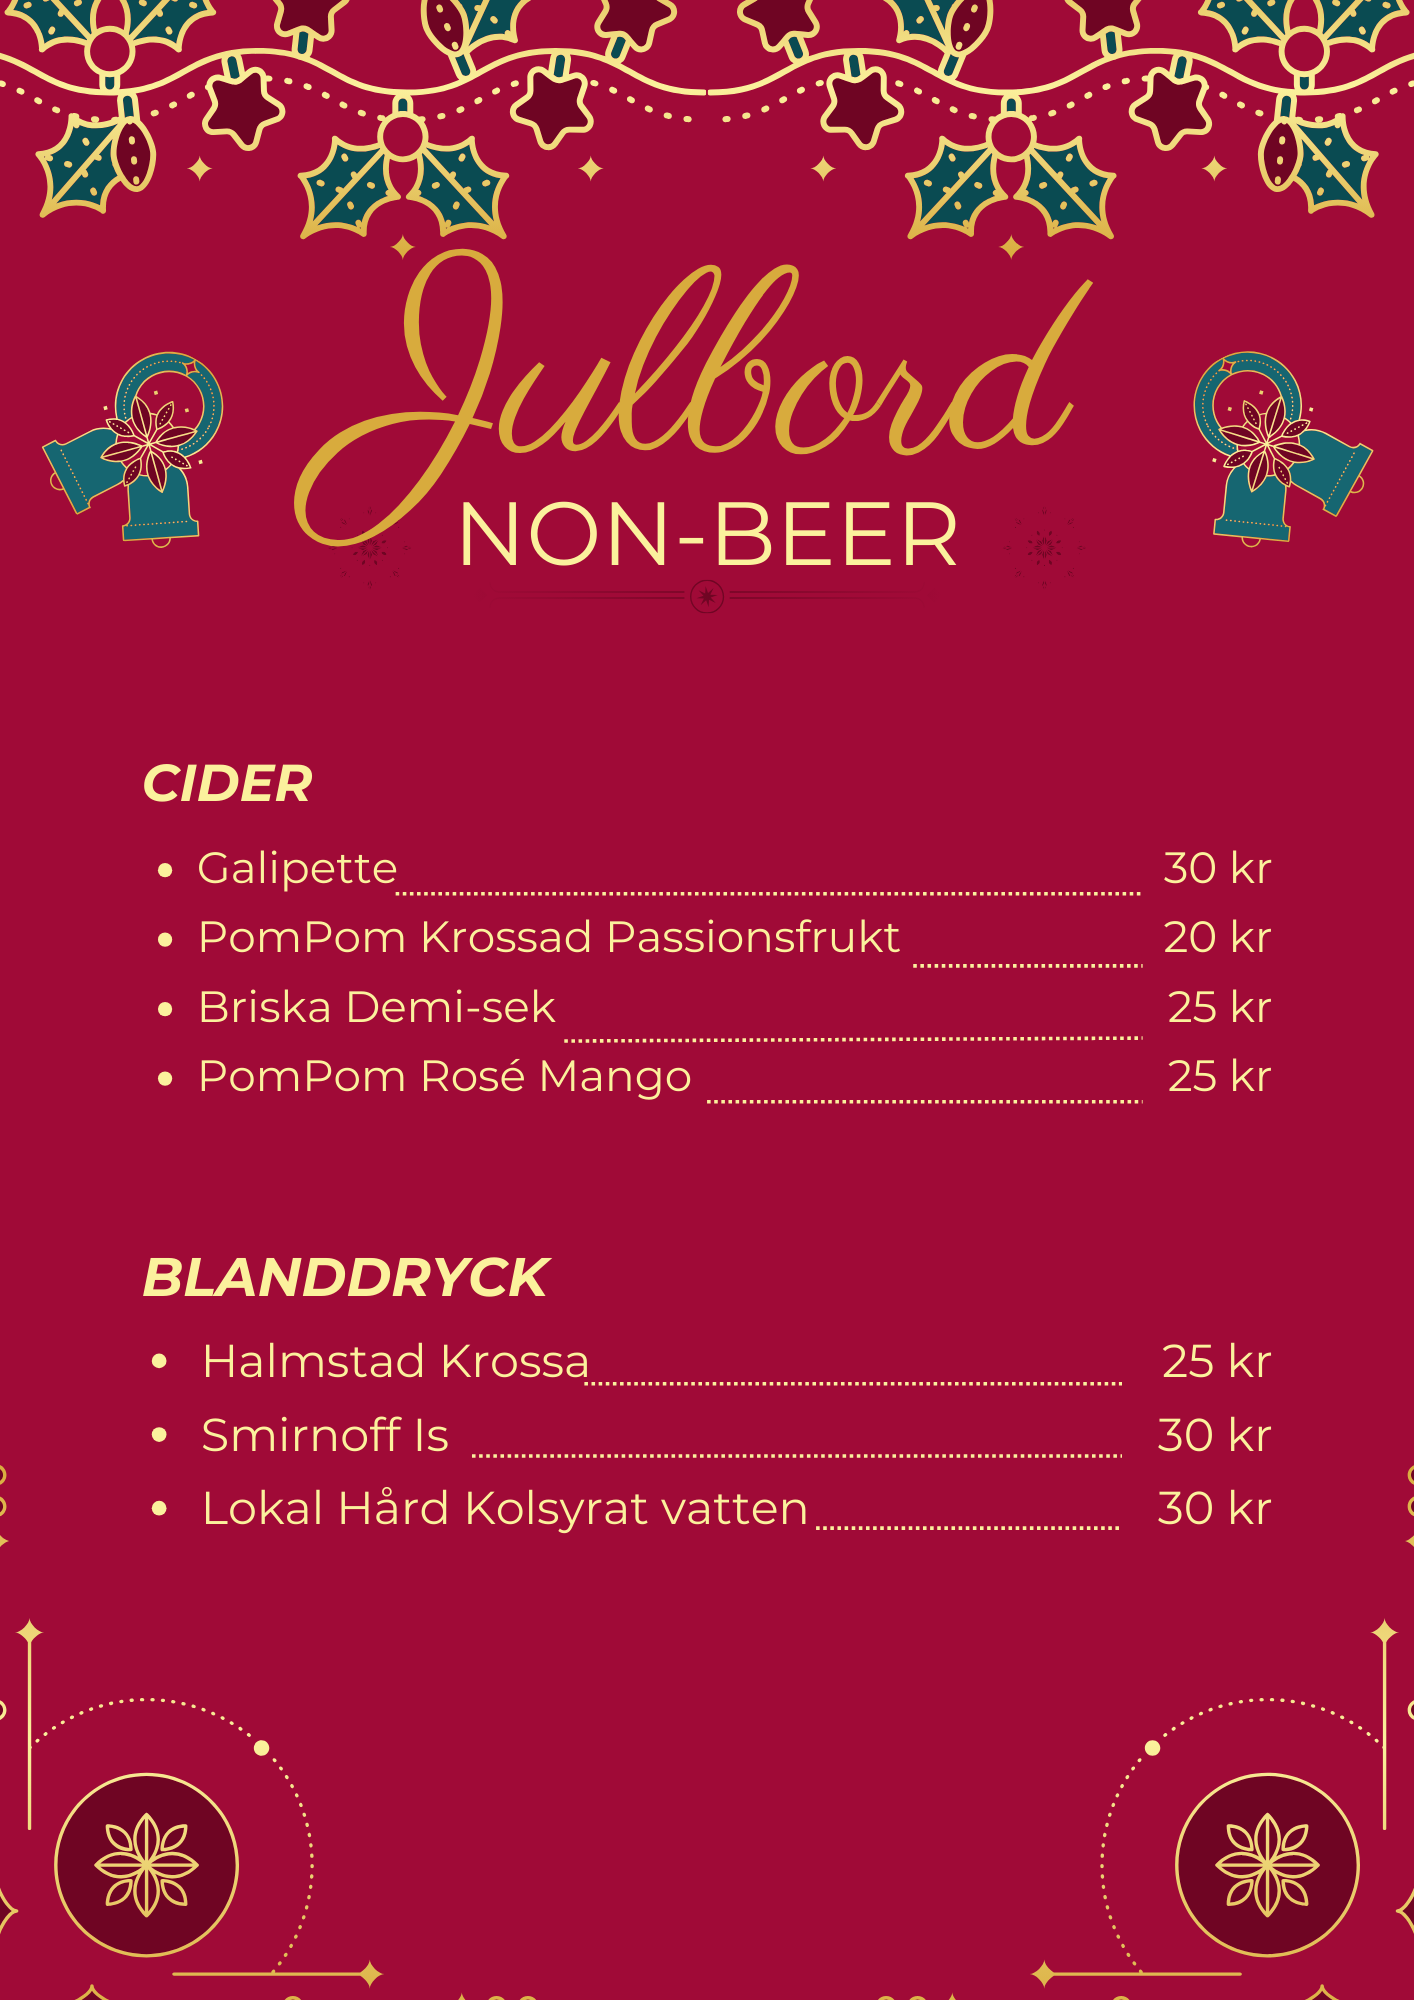 Julbord
NON-BEER
CIDER
• Galipette 30 kr
• PomPom Krossad Passionsfrukt 20 kr
• Briska Demi-sek 25 kr
• PomPom Rosé Mango 25 kr
BLANDDRYCK
• Halmstad Krossa 25 kr
• Smirnoff Is 30 kr
• Lokal Hård Kolsyrat vatten 30 kr